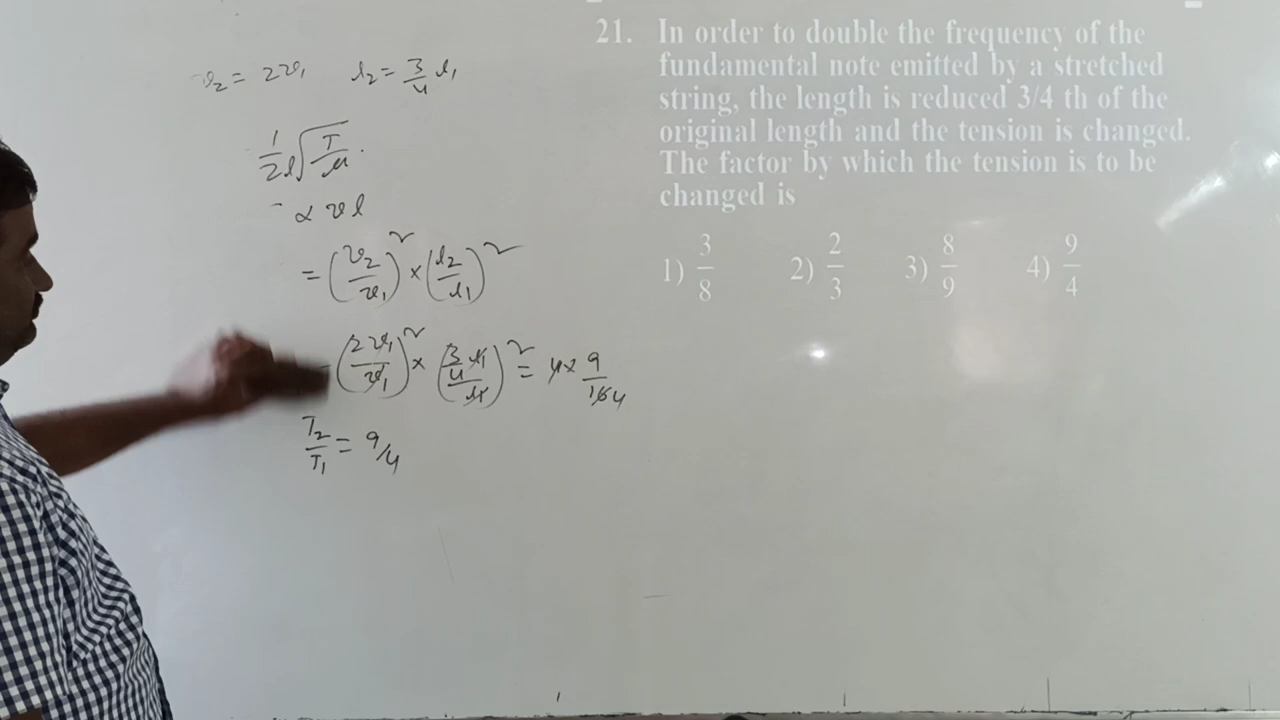 𝜈₂ = 2𝜈₁ l₂ = 3/4 l₁
1/2l √(T/μ)
∝ 𝜈 l
= (𝜈₂/𝜈₁)² × (l₂/l₁)²
(2𝜈₁/𝜈₁)² × (3/4 l₁/l₁)² = 4 × 9/16 4
T₂/T₁ = 9/4
21. In order to double the frequency of the
fundamental note emitted by a stretched
string, the length is reduced 3/4 th of the
original length and the tension is changed.
The factor by which the tension is to be
changed is
1) 3/8 2) 2/3 3) 8/9 4) 9/4